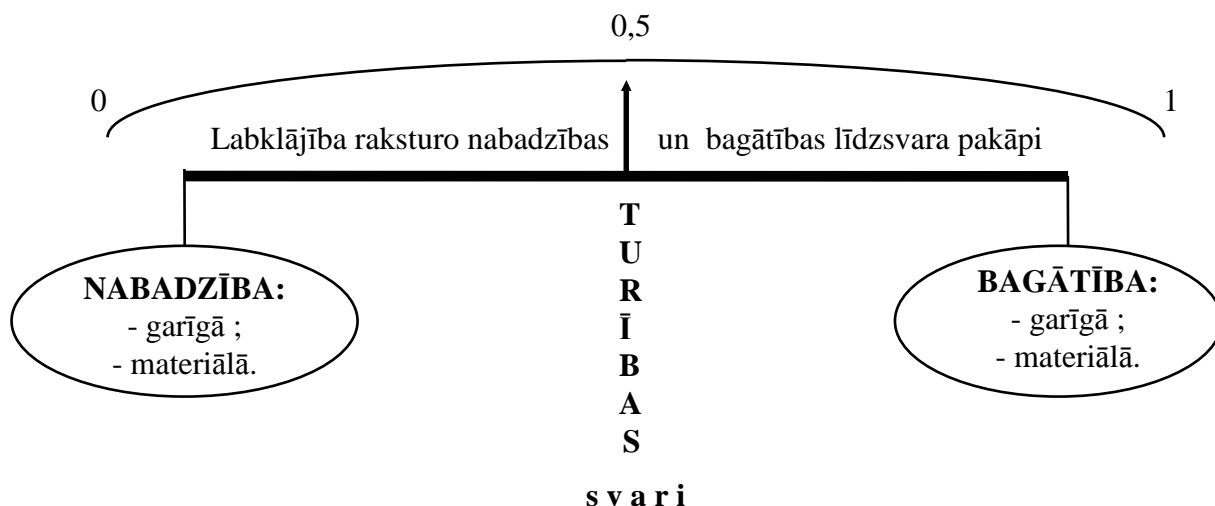 0,5
0
1
Labklājība raksturo nabadzības un bagātības līdzsvara pakāpi
NABADZĪBA:
- garīgā ;
- materiālā.
T
U
R
Ī
B
A
S
BAGĀTĪBA:
- garīgā ;
- materiālā.
s v a r i